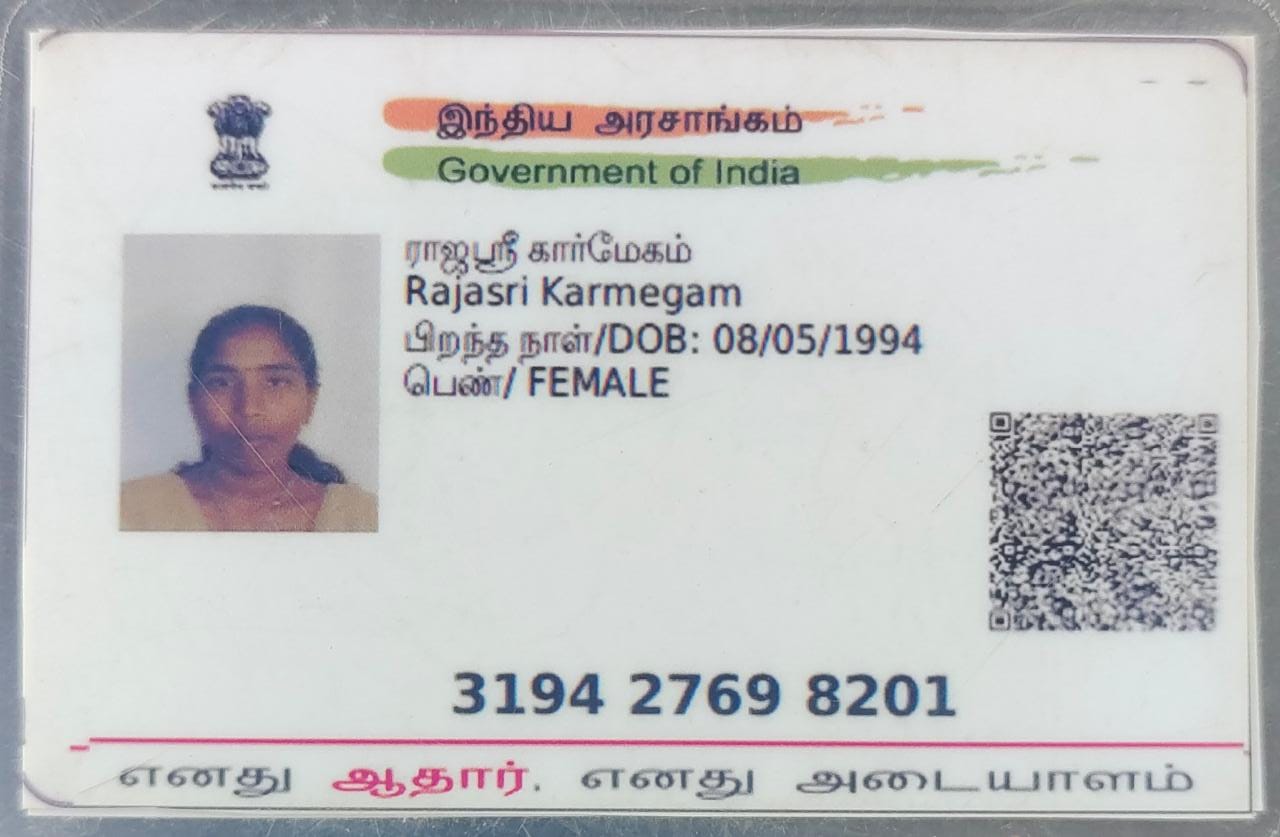 இந்திய அரசாங்கம்
Government of India
ராஜஸ்ரீ கார்மேகம்
Rajasri Karmegam
பிறந்த நாள்/DOB: 08/05/1994
பெண்/ FEMALE
3194 2769 8201
எனது ஆதார், எனது அடையாளம்